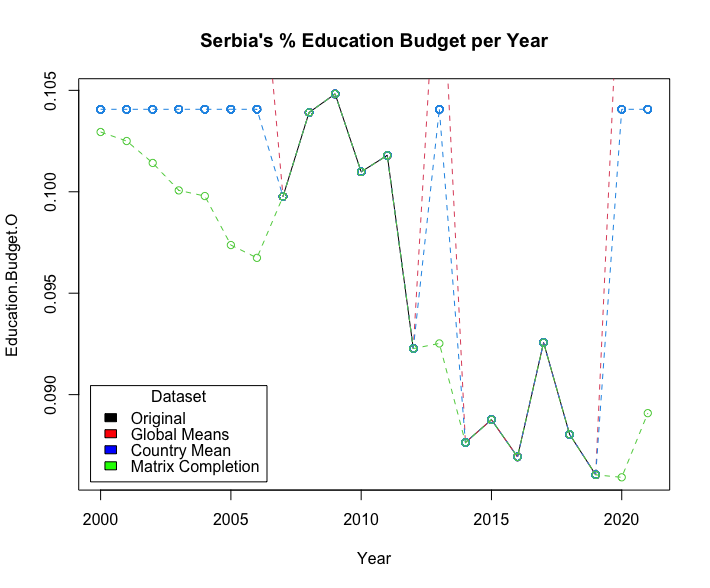 Serbia's % Education Budget per Year
Education.Budget.O
0.105
0.100
0.095
0.090
Dataset
Original
Global Means
Country Mean
Matrix Completion
2000 2005 2010 2015 2020
Year